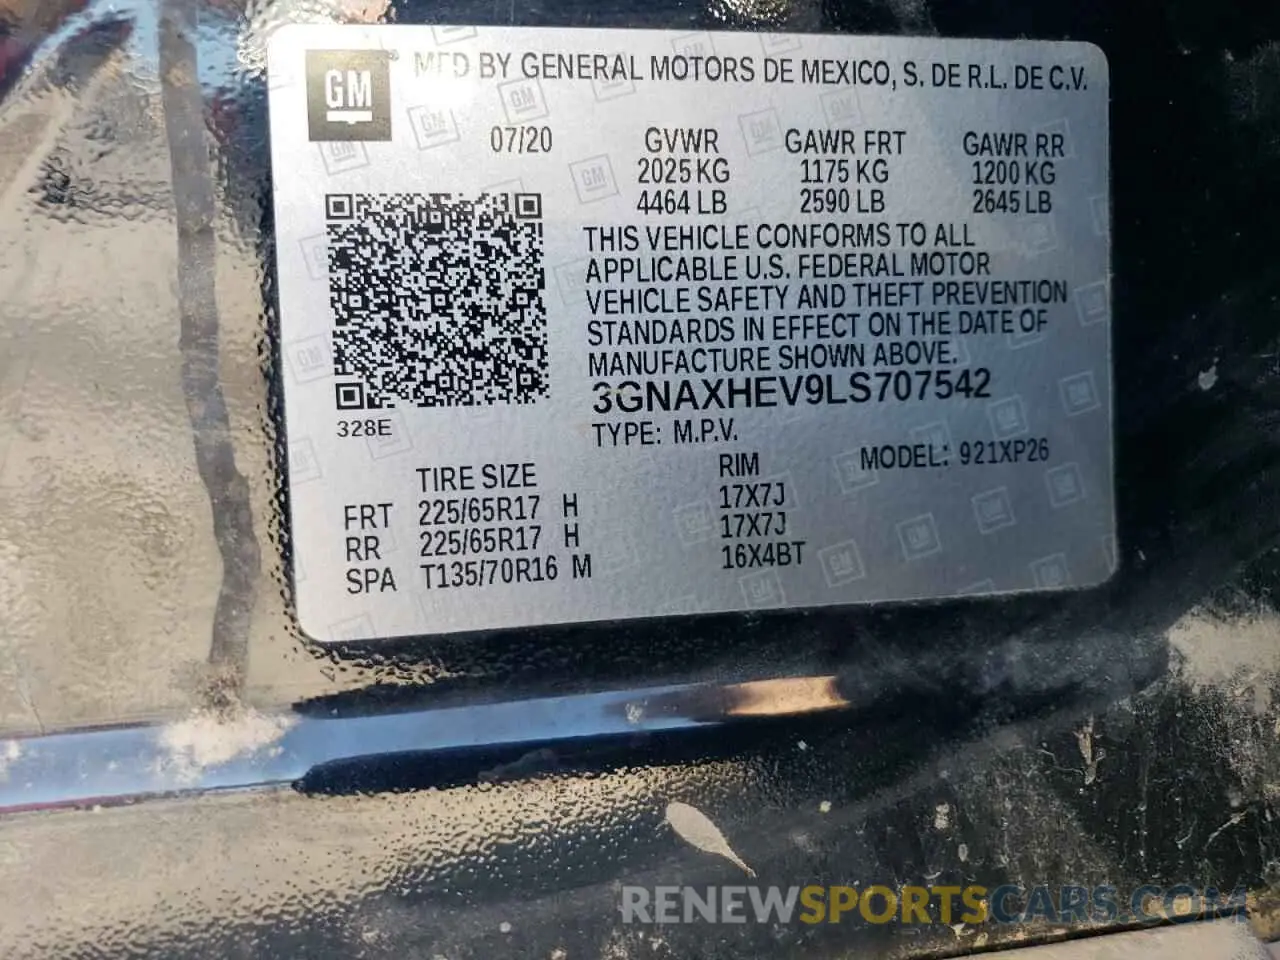 GM
MFD BY GENERAL MOTORS DE MEXICO, S. DE R.L. DE C.V.
07/20 GVWR GAWR FRT GAWR RR
2025 KG 1175 KG 1200 KG
4464 LB 2590 LB 2645 LB
THIS VEHICLE CONFORMS TO ALL
APPLICABLE U.S. FEDERAL MOTOR
VEHICLE SAFETY AND THEFT PREVENTION
STANDARDS IN EFFECT ON THE DATE OF
MANUFACTURE SHOWN ABOVE.
3GNAXHEV9LS707542
328E
TYPE: M.P.V.
TIRE SIZE RIM MODEL: 921XP26
FRT 225/65R17 H 17X7J
RR 225/65R17 H 17X7J
SPA T135/70R16 M 16X4BT
RENEWSPORTSCARS.COM